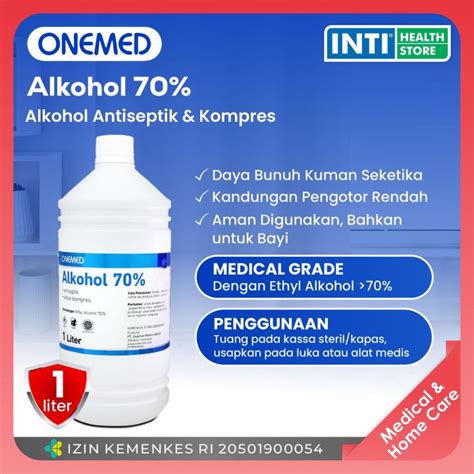 ONEMED
INTI HEALTH STORE
Alkohol 70%
Alkohol Antiseptik & Kompres
Daya Bunuh Kuman Seketika
Kandungan Pengotor Rendah
Aman Digunakan, Bahkan
untuk Bayi
MEDICAL GRADE
Dengan Ethyl Alkohol >70%
PENGGUNAAN
Tuang pada kassa steril/kapas,
usapkan pada luka atau alat medis
ONEMED
Alkohol 70%
1 Liter
1
liter
Medical &
Home Care
IZIN KEMENKES RI 20501900054